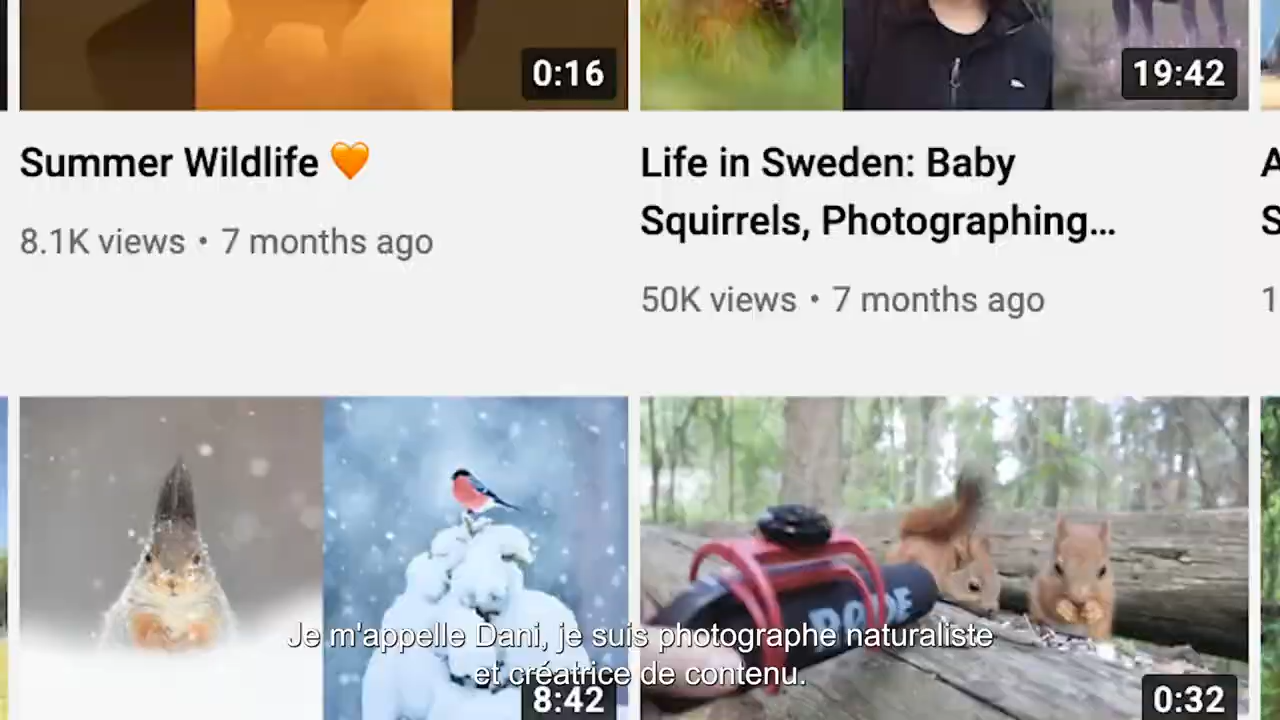 0:16
19:42
Summer Wildlife 🧡
8.1K views • 7 months ago
Life in Sweden: Baby
Squirrels, Photographing...
50K views • 7 months ago
A
S
1
RØDE
Je m'appelle Dani, je suis photographe naturaliste
et créatrice de contenu.
8:42
0:32